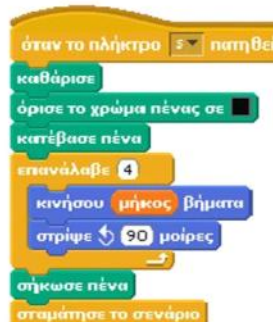 όταν το πλήκτρο s πατηθεί
καθάρισε
όρισε το χρώμα πένας σε
κατέβασε πένα
επανάλαβε 4
κινήσου μήκος βήματα
στρίψε 90 μοίρες
σήκωσε πένα
σταμάτησε το σενάριο